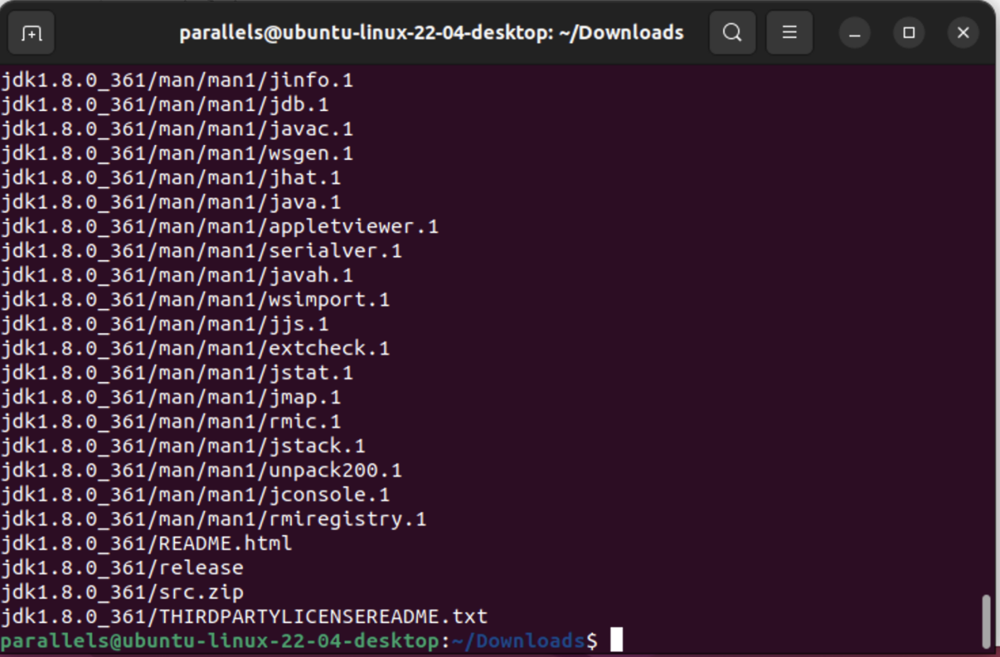 parallels@ubuntu-linux-22-04-desktop: ~/Downloads
jdk1.8.0_361/man/man1/jinfo.1
jdk1.8.0_361/man/man1/jdb.1
jdk1.8.0_361/man/man1/javac.1
jdk1.8.0_361/man/man1/wsgen.1
jdk1.8.0_361/man/man1/jhat.1
jdk1.8.0_361/man/man1/java.1
jdk1.8.0_361/man/man1/appletviewer.1
jdk1.8.0_361/man/man1/serialver.1
jdk1.8.0_361/man/man1/javah.1
jdk1.8.0_361/man/man1/wsimport.1
jdk1.8.0_361/man/man1/jjs.1
jdk1.8.0_361/man/man1/extcheck.1
jdk1.8.0_361/man/man1/jstat.1
jdk1.8.0_361/man/man1/jmap.1
jdk1.8.0_361/man/man1/rmic.1
jdk1.8.0_361/man/man1/jstack.1
jdk1.8.0_361/man/man1/unpack200.1
jdk1.8.0_361/man/man1/jconsole.1
jdk1.8.0_361/man/man1/rmiregistry.1
jdk1.8.0_361/README.html
jdk1.8.0_361/release
jdk1.8.0_361/src.zip
jdk1.8.0_361/THIRDPARTYLICENSEREADME.txt
parallels@ubuntu-linux-22-04-desktop:~/Downloads$